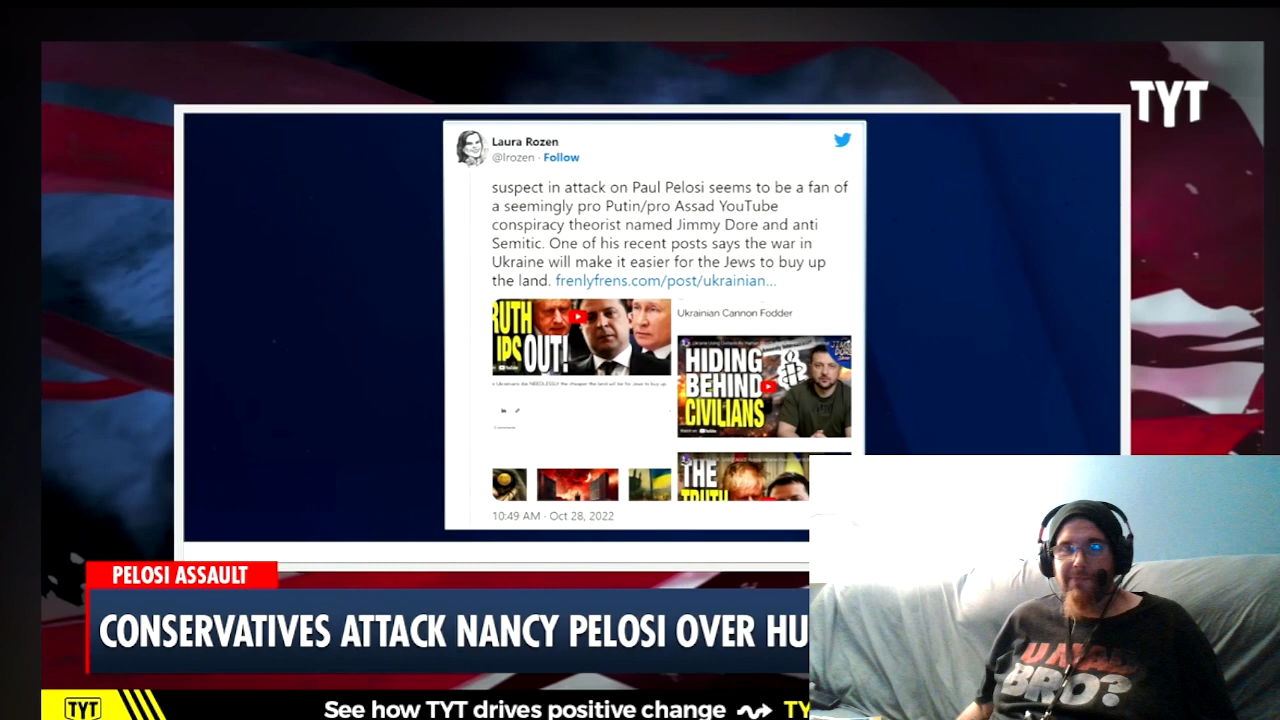 TYT
Laura Rozen
@lrozen · Follow
suspect in attack on Paul Pelosi seems to be a fan of
a seemingly pro Putin/pro Assad YouTube
conspiracy theorist named Jimmy Dore and anti
Semitic. One of his recent posts says the war in
Ukraine will make it easier for the Jews to buy up
the land. frenlyfrens.com/post/ukrainian...
RUTH
IPS OUT!
Ukrainian Cannon Fodder
HIDING
BEHIND
CIVILIANS
THE
TRUTH
10:49 AM · Oct 28, 2022
PELOSI ASSAULT
CONSERVATIVES ATTACK NANCY PELOSI OVER HU
TYT
See how TYT drives positive change
TY
U MAD
BRO?